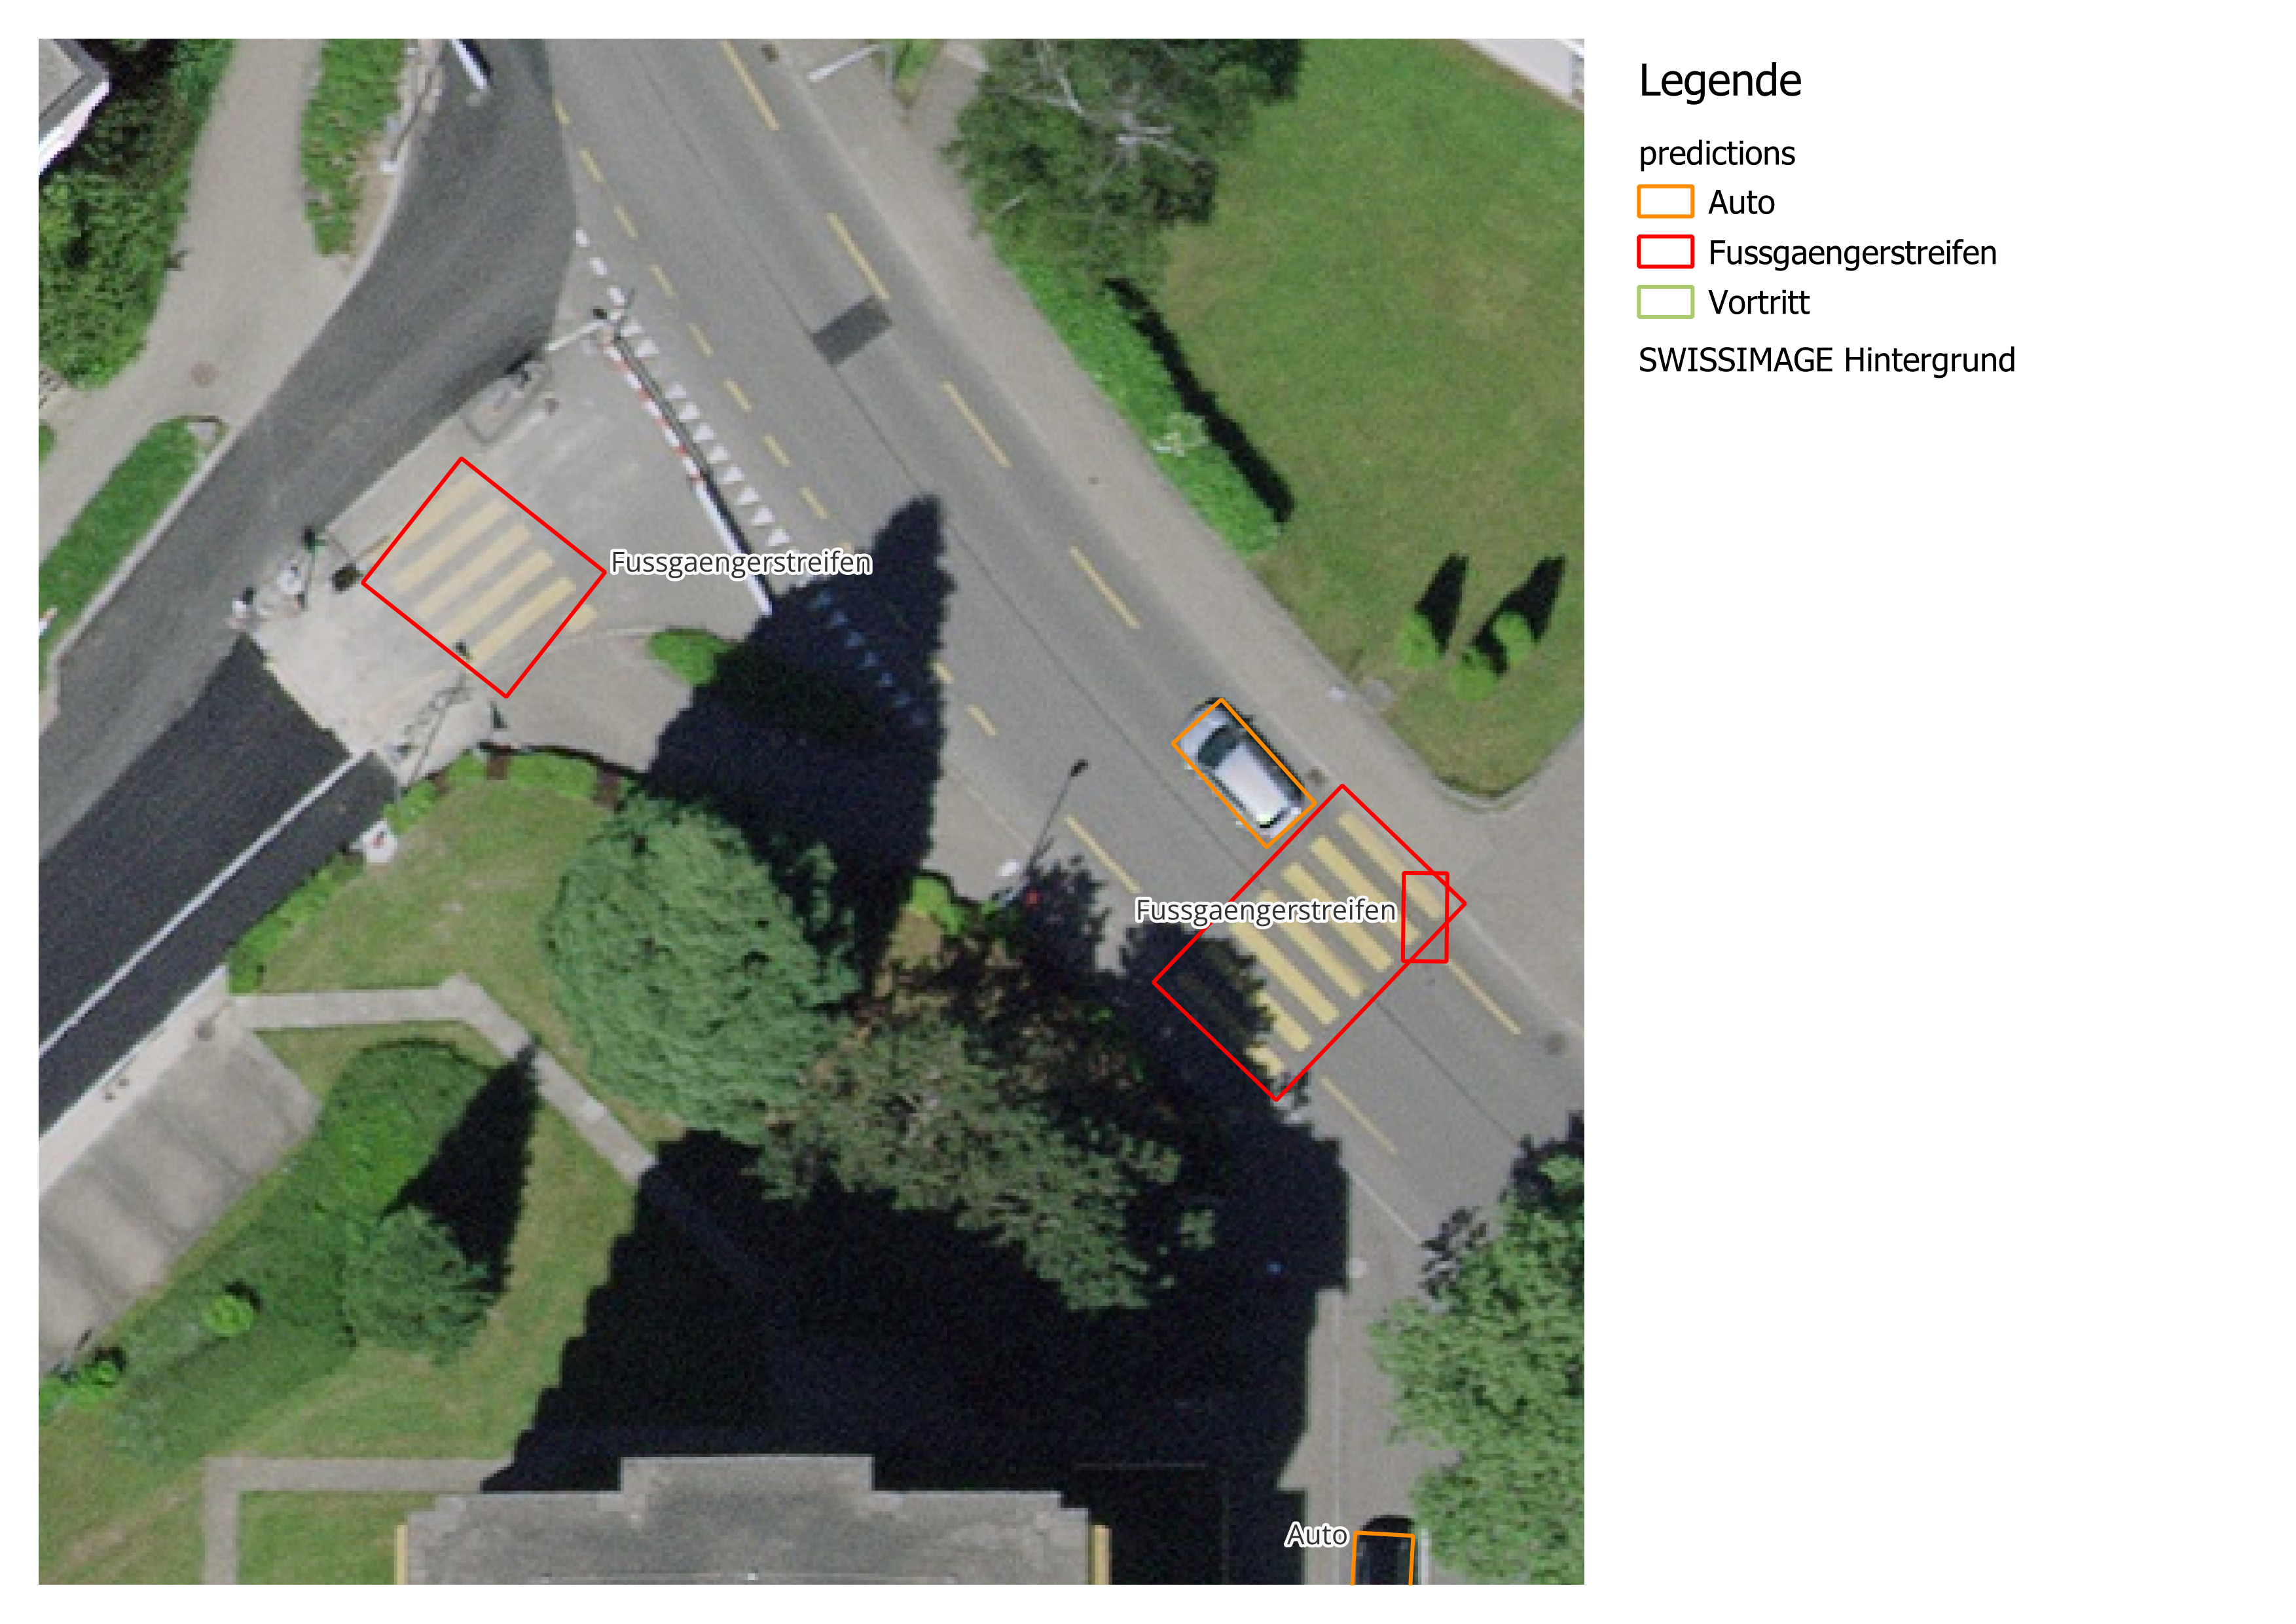 Legende
predictions
Auto
Fussgaengerstreifen
Vortritt
SWISSIMAGE Hintergrund
Fussgaengerstreifen
Fussgaengerstreifen
Auto